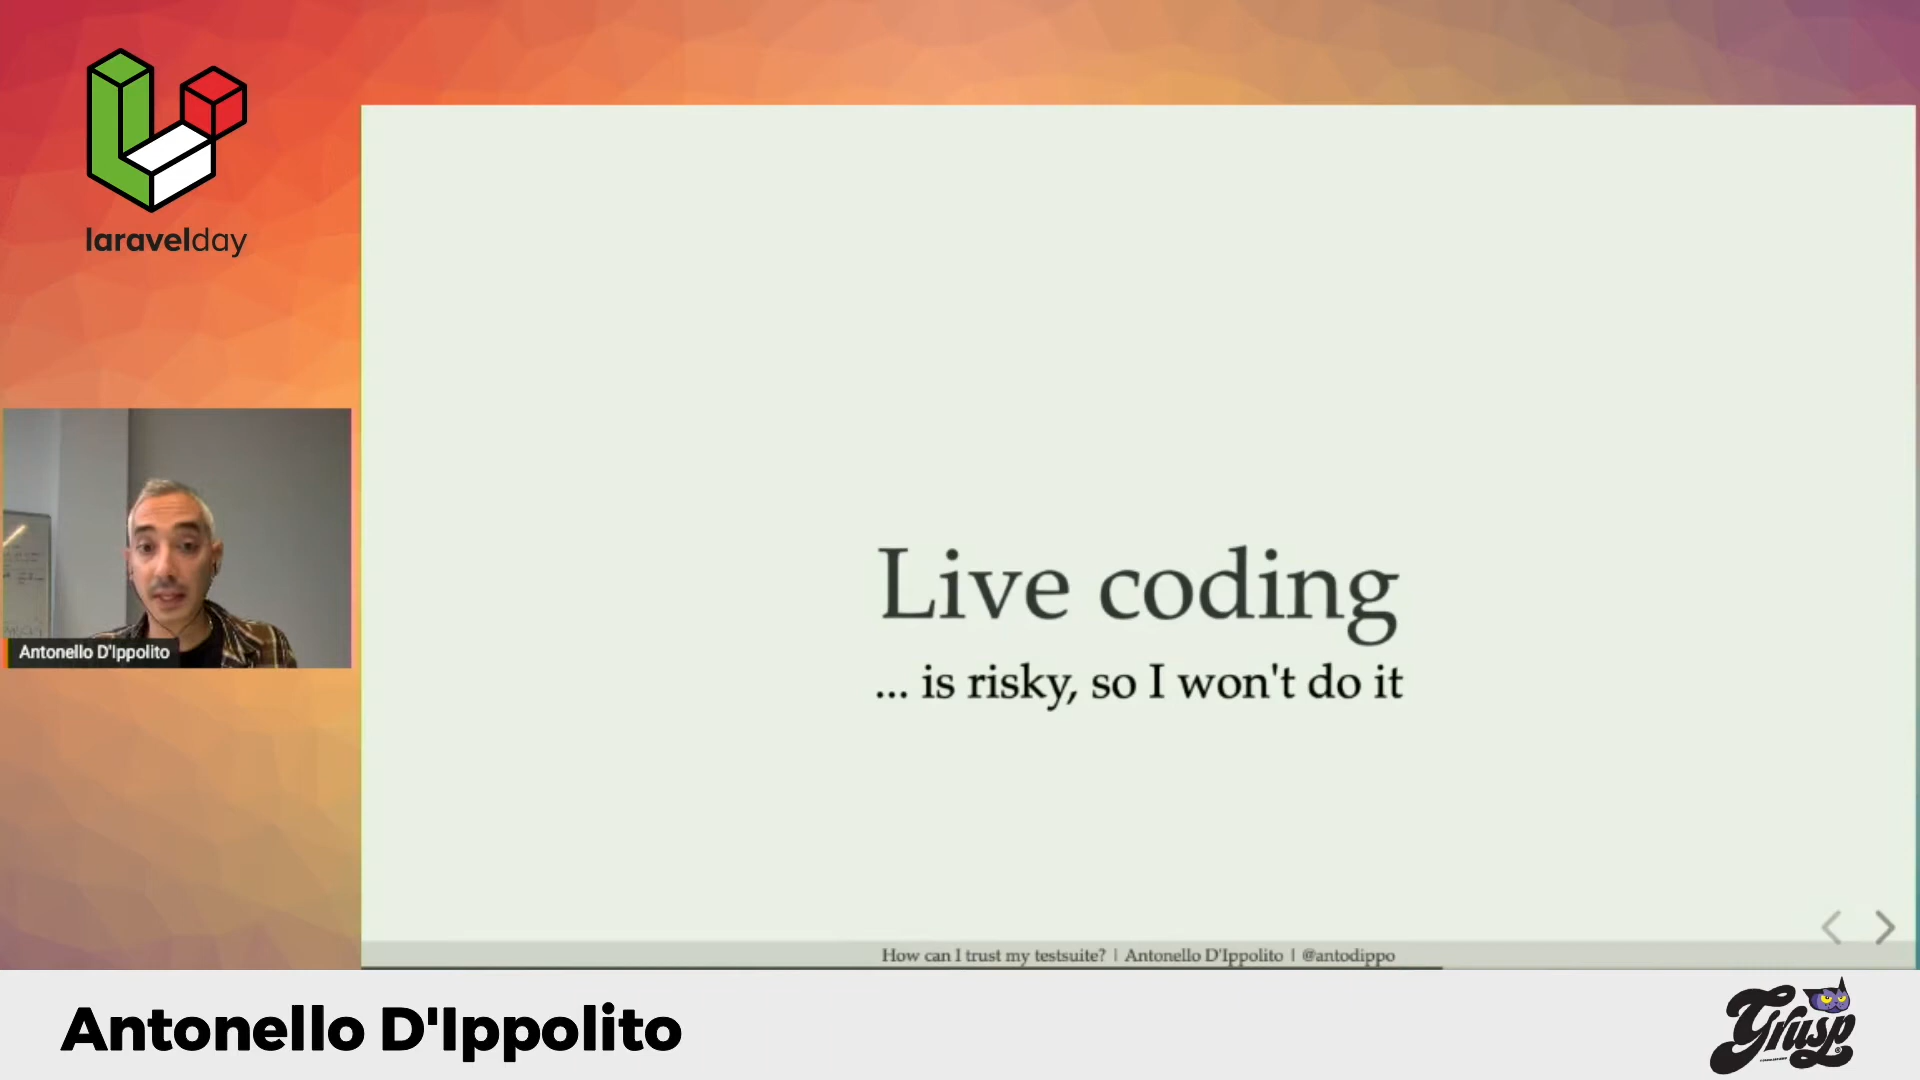 laravelday
Antonello D'Ippolito
Live coding
... is risky, so I won't do it
How can I trust my testsuite? | Antonello D'Ippolito | @antodippo
Antonello D'Ippolito
Grusp